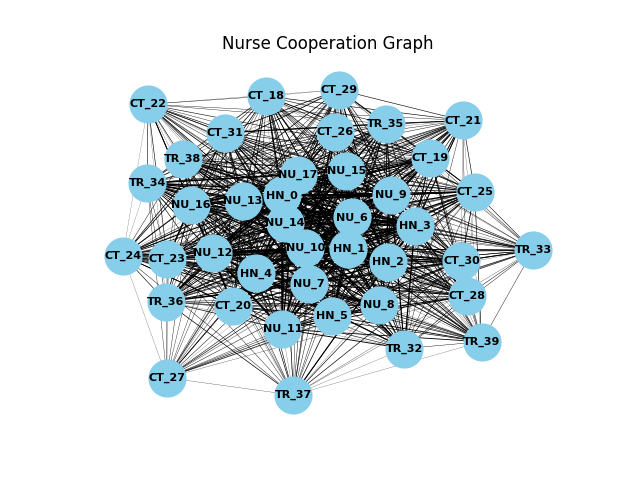 Nurse Cooperation Graph
CT_29
CT_18
CT_22
CT_21
CT_35
CT_26
CT_31
CT_19
TR_38
NU_15
NU_17
TR_34
CT_25
NU_9
HN_0
NU_13
NU_16
NU_6
NU_14
HN_3
NU_10
HN_1
TR_33
NU_12
CT_24
CT_23
CT_30
HN_2
HN_4
NU_7
CT_28
TR_36
NU_8
CT_20
HN_5
NU_11
TR_39
TR_32
CT_27
TR_37